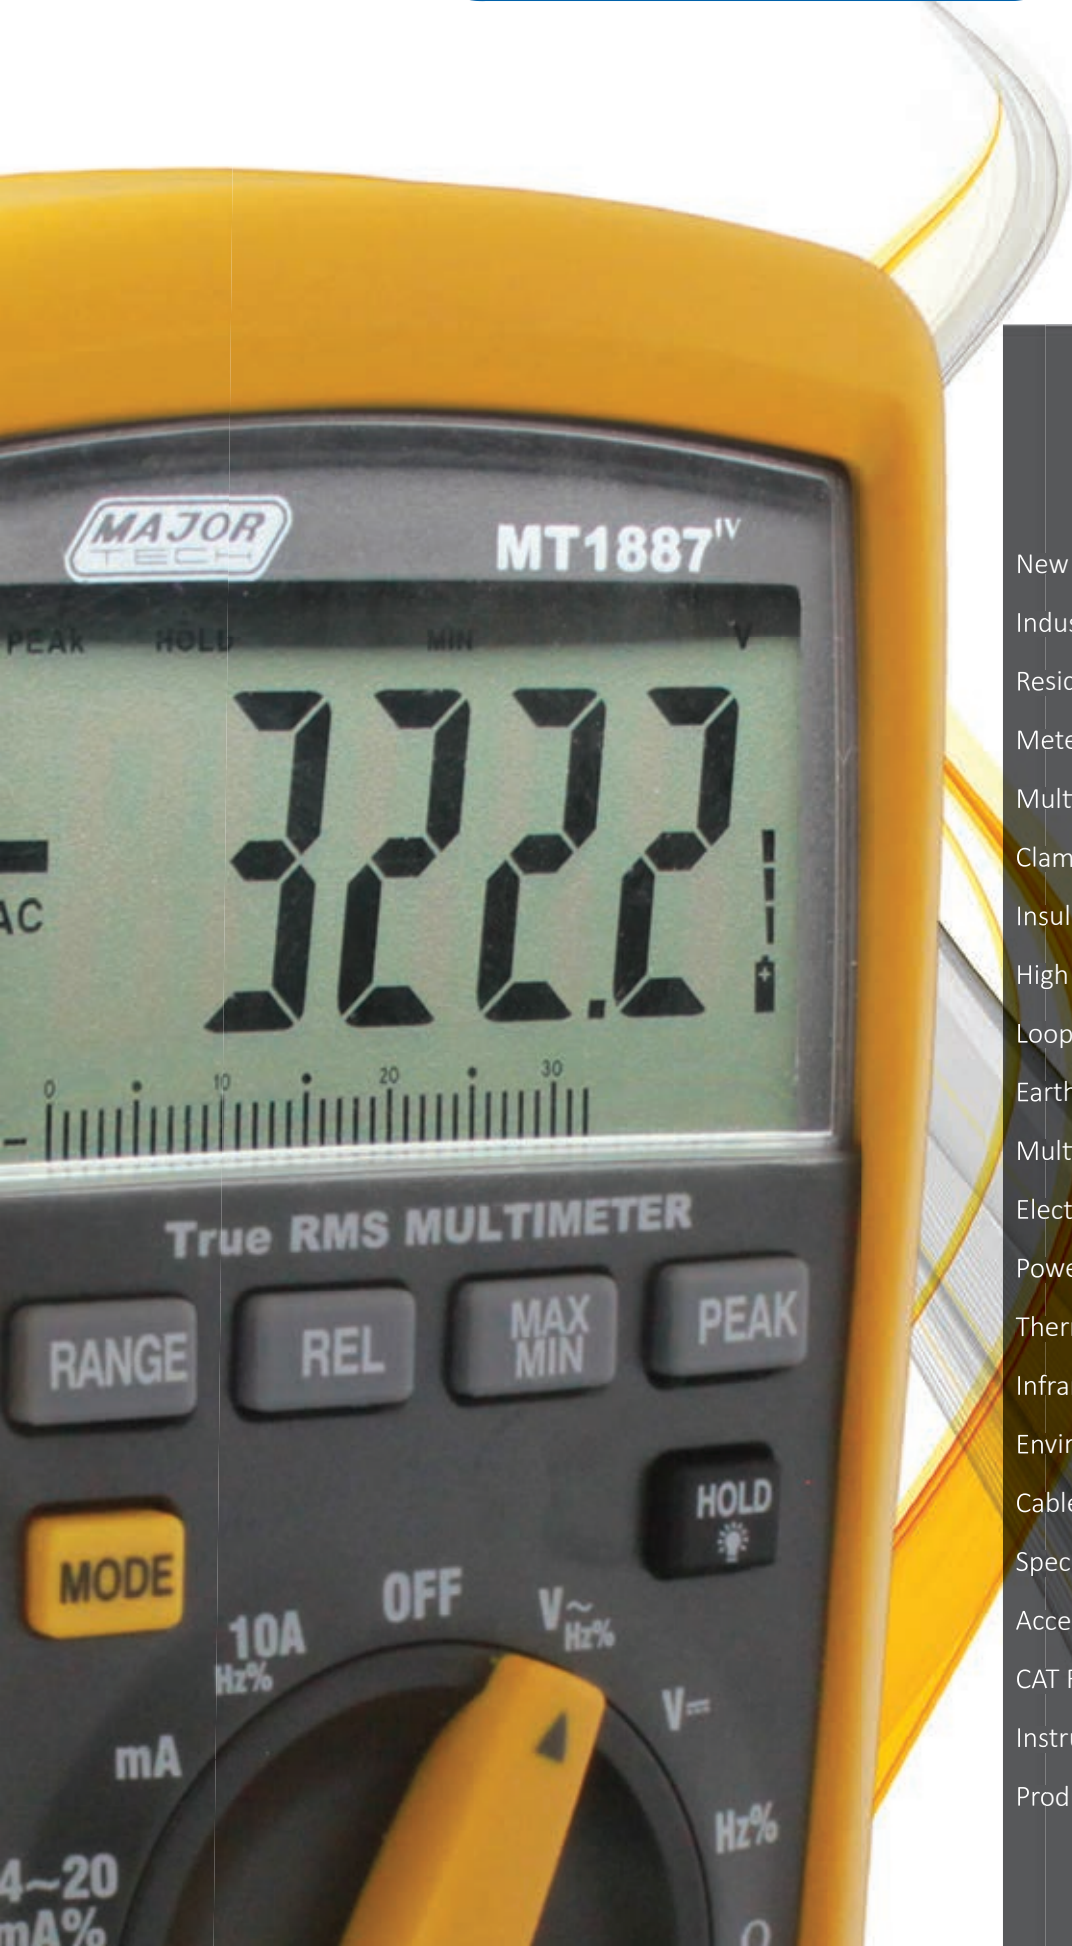 MAJOR
TECH
MT1887IV
PEAK HOLD MIN V
322.2
AC
0 10 20 30
True RMS MULTIMETER
RANGE REL MAX MIN PEAK
HOLD
MODE
OFF
V~
Hz%
10A
Hz%
V⎓
mA
Hz%
4~20
mA%
Ω
New
Indus
Resid
Mete
Mult
Clam
Insul
High
Loop
Earth
Mult
Elect
Powe
Ther
Infra
Envir
Cable
Spec
Acce
CAT
Instru
Prod